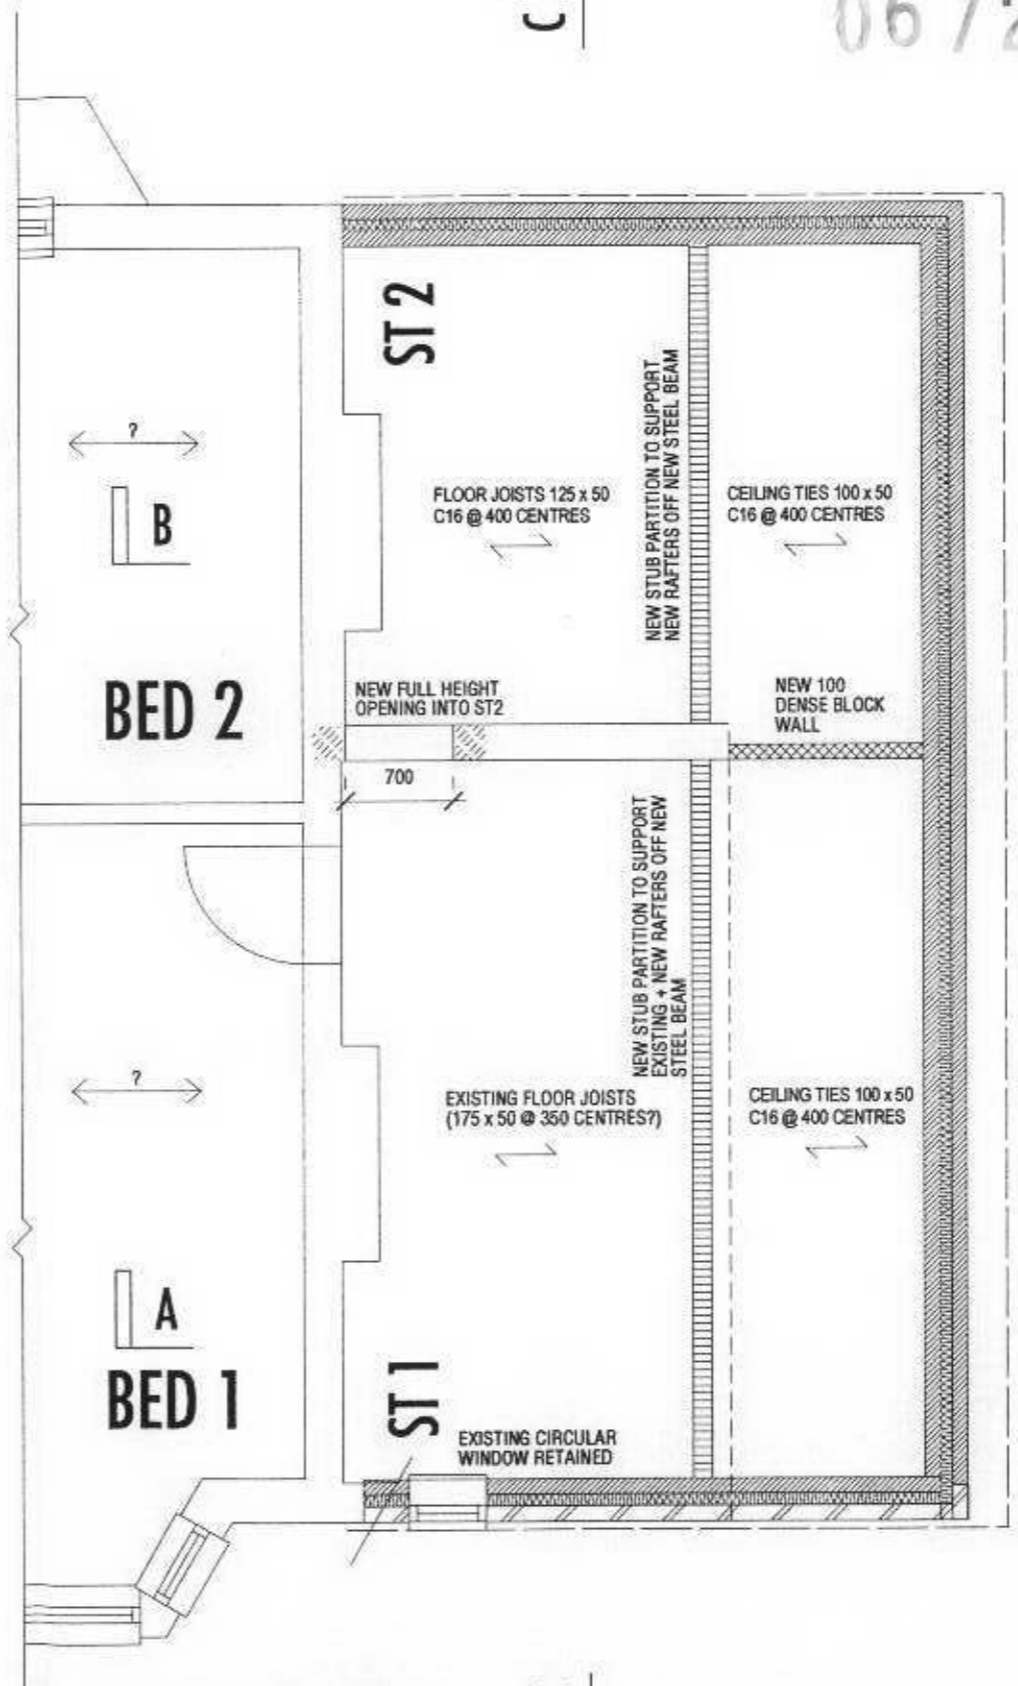 C
06/2
ST 2
NEW STUB PARTITION TO SUPPORT
NEW RAFTERS OFF NEW STEEL BEAM
?
B
FLOOR JOISTS 125 x 50
C16 @ 400 CENTRES
CEILING TIES 100 x 50
C16 @ 400 CENTRES
BED 2
NEW FULL HEIGHT
OPENING INTO ST2
NEW 100
DENSE BLOCK
WALL
700
NEW STUB PARTITION TO SUPPORT
EXISTING + NEW RAFTERS OFF NEW
STEEL BEAM
?
EXISTING FLOOR JOISTS
(175 x 50 @ 350 CENTRES?)
CEILING TIES 100 x 50
C16 @ 400 CENTRES
A
BED 1
ST 1
EXISTING CIRCULAR
WINDOW RETAINED